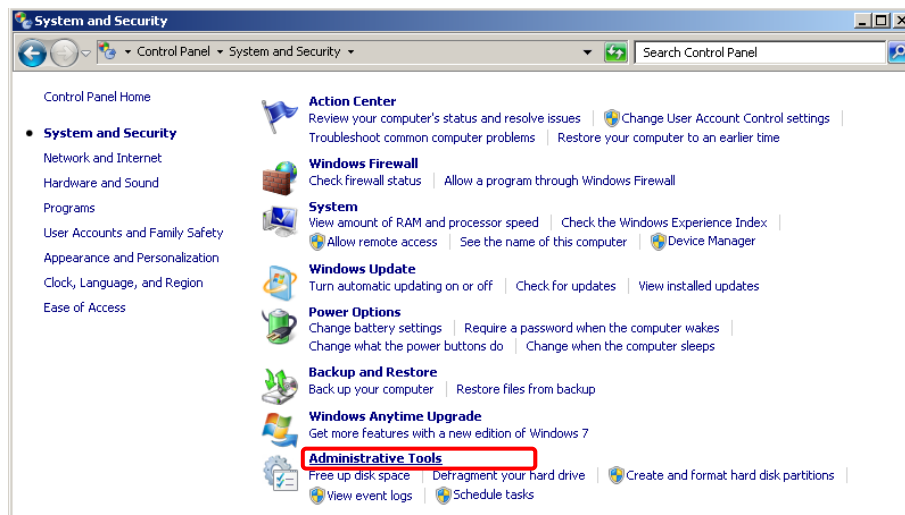 System and Security
Control Panel System and Security
Search Control Panel
Control Panel Home
System and Security
Network and Internet
Hardware and Sound
Programs
User Accounts and Family Safety
Appearance and Personalization
Clock, Language, and Region
Ease of Access
Action Center
Review your computer's status and resolve issues Change User Account Control settings
Troubleshoot common computer problems Restore your computer to an earlier time
Windows Firewall
Check firewall status Allow a program through Windows Firewall
System
View amount of RAM and processor speed Check the Windows Experience Index
Allow remote access See the name of this computer Device Manager
Windows Update
Turn automatic updating on or off Check for updates View installed updates
Power Options
Change battery settings Require a password when the computer wakes
Change what the power buttons do Change when the computer sleeps
Backup and Restore
Back up your computer Restore files from backup
Windows Anytime Upgrade
Get more features with a new edition of Windows 7
Administrative Tools
Free up disk space Defragment your hard drive Create and format hard disk partitions
View event logs Schedule tasks